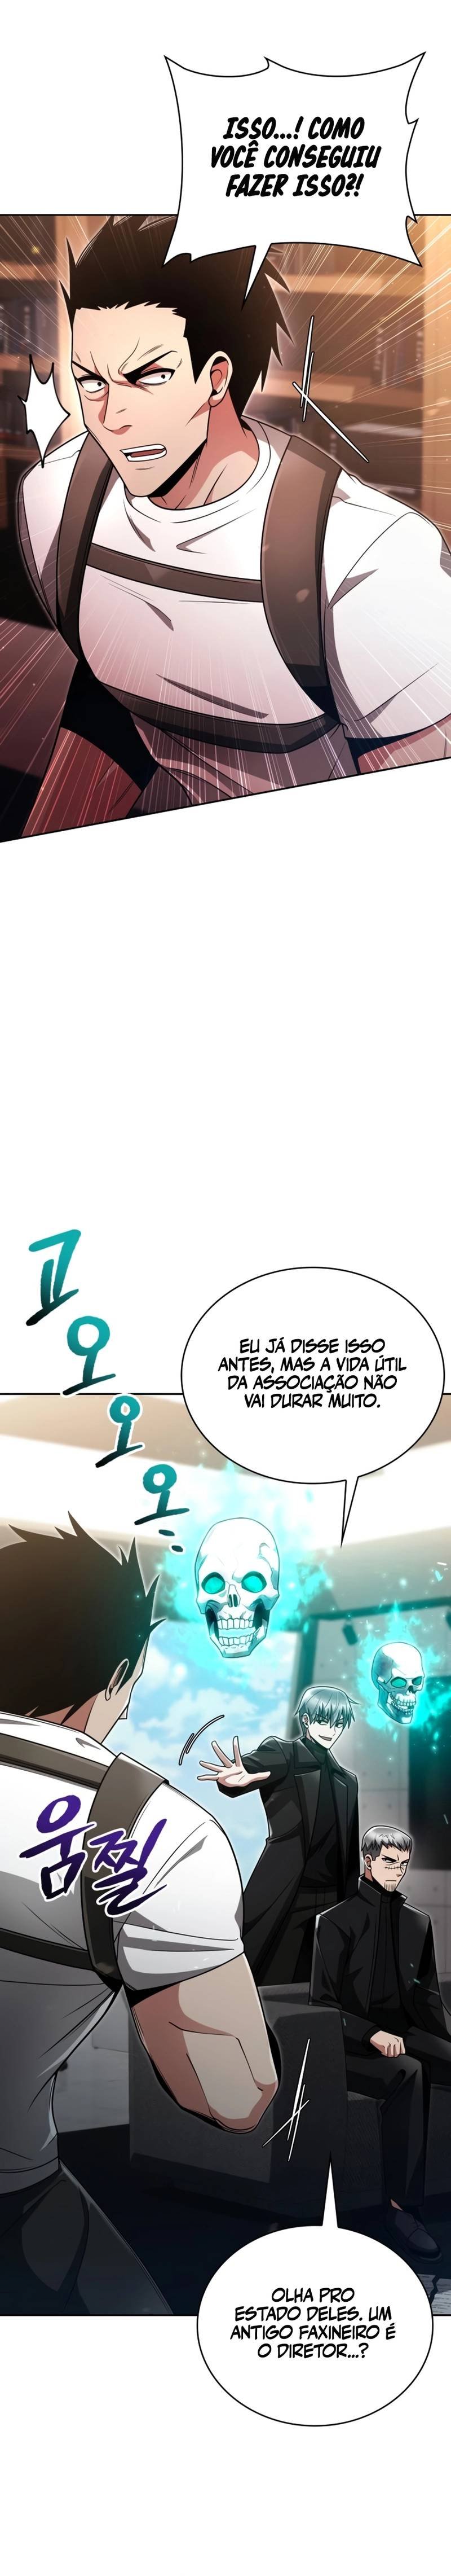 ISSO...! COMO
VOCÊ CONSEGUIU
FAZER ISSO?!
고
오
오
오
EU JÁ DISSE ISSO
ANTES, MAS A VIDA ÚTIL
DA ASSOCIAÇÃO NÃO
VAI DURAR MUITO.
움찔
OLHA PRO
ESTADO DELES. UM
ANTIGO FAXINEIRO É
O DIRETOR...?